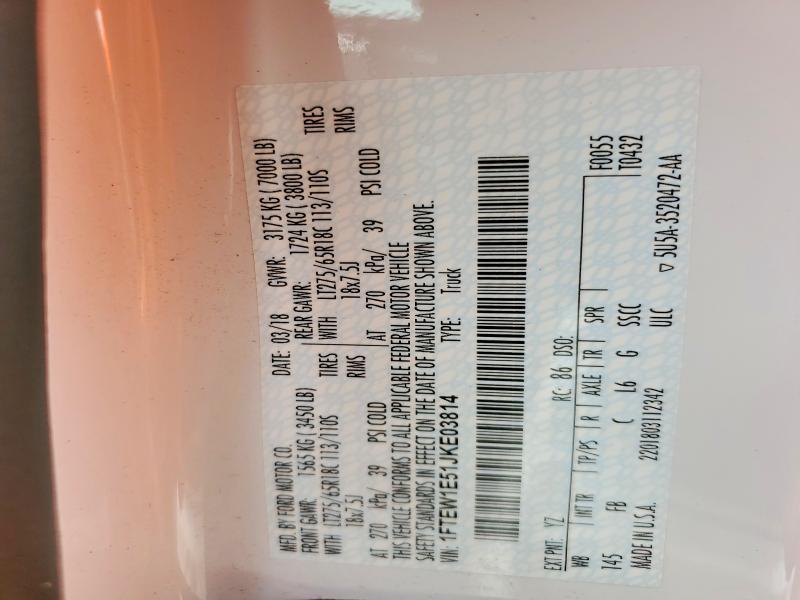 MFD. BY FORD MOTOR CO.
DATE: 03/18 GVWR: 3175 KG ( 7000 LB)
FRONT GAWR: 1565 KG ( 3450 LB) REAR GAWR: 1724 KG ( 3800 LB)
WITH LT275/65R18C 113/110S TIRES WITH LT275/65R18C 113/110S TIRES
18x7.5J RIMS 18x7.5J RIMS
AT 270 kPa/ 39 PSI COLD AT 270 kPa/ 39 PSI COLD
THIS VEHICLE CONFORMS TO ALL APPLICABLE FEDERAL MOTOR VEHICLE
SAFETY STANDARDS IN EFFECT ON THE DATE OF MANUFACTURE SHOWN ABOVE.
VIN: 1FTEW1E51JKE03814 TYPE: Truck
EXT PNT: YZ RC: 86 DSO: F0055
WB INT TR TP/PS R AXLE TR SPR T0432
145 FB C L6 G SSCC
MADE IN U.S.A. 2201803112342 ULC ▽ 5U5A-3520472-AA